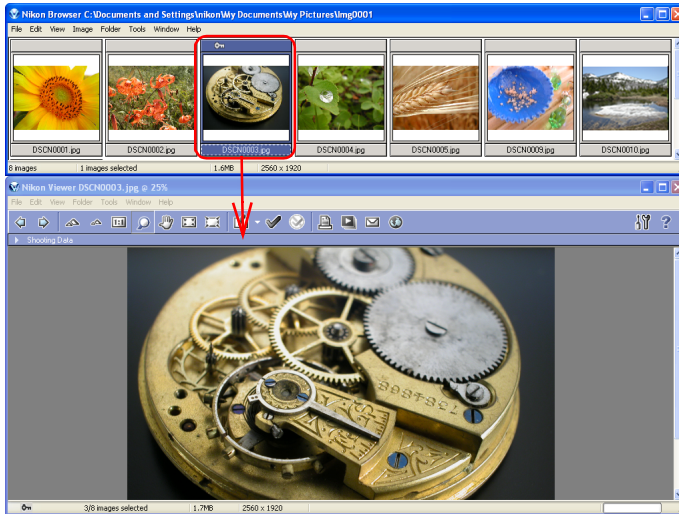 Nikon Browser C:\Documents and Settings\nikon\My Documents\My Pictures\Img0001
File Edit View Image Folder Tools Window Help
DSCN0001.jpg DSCN0002.jpg DSCN0003.jpg DSCN0004.jpg DSCN0005.jpg DSCN0009.jpg DSCN0010.jpg
8 images 1 images selected 1.6MB 2560 x 1920
Nikon Viewer DSCN0003.jpg @ 25%
File Edit View Folder Tools Window Help
1:1 ?
Shooting Data
3/8 images selected 1.7MB 2560 x 1920